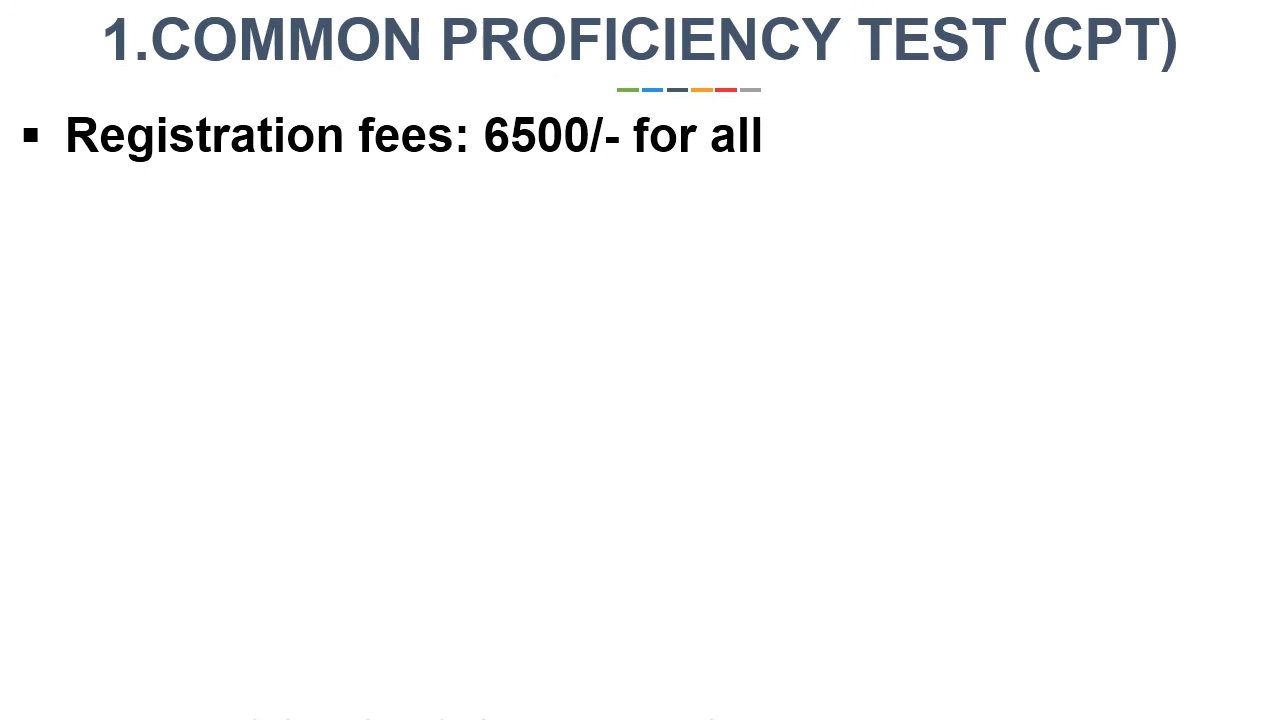 1.COMMON PROFICIENCY TEST (CPT)
▪ Registration fees: 6500/- for all